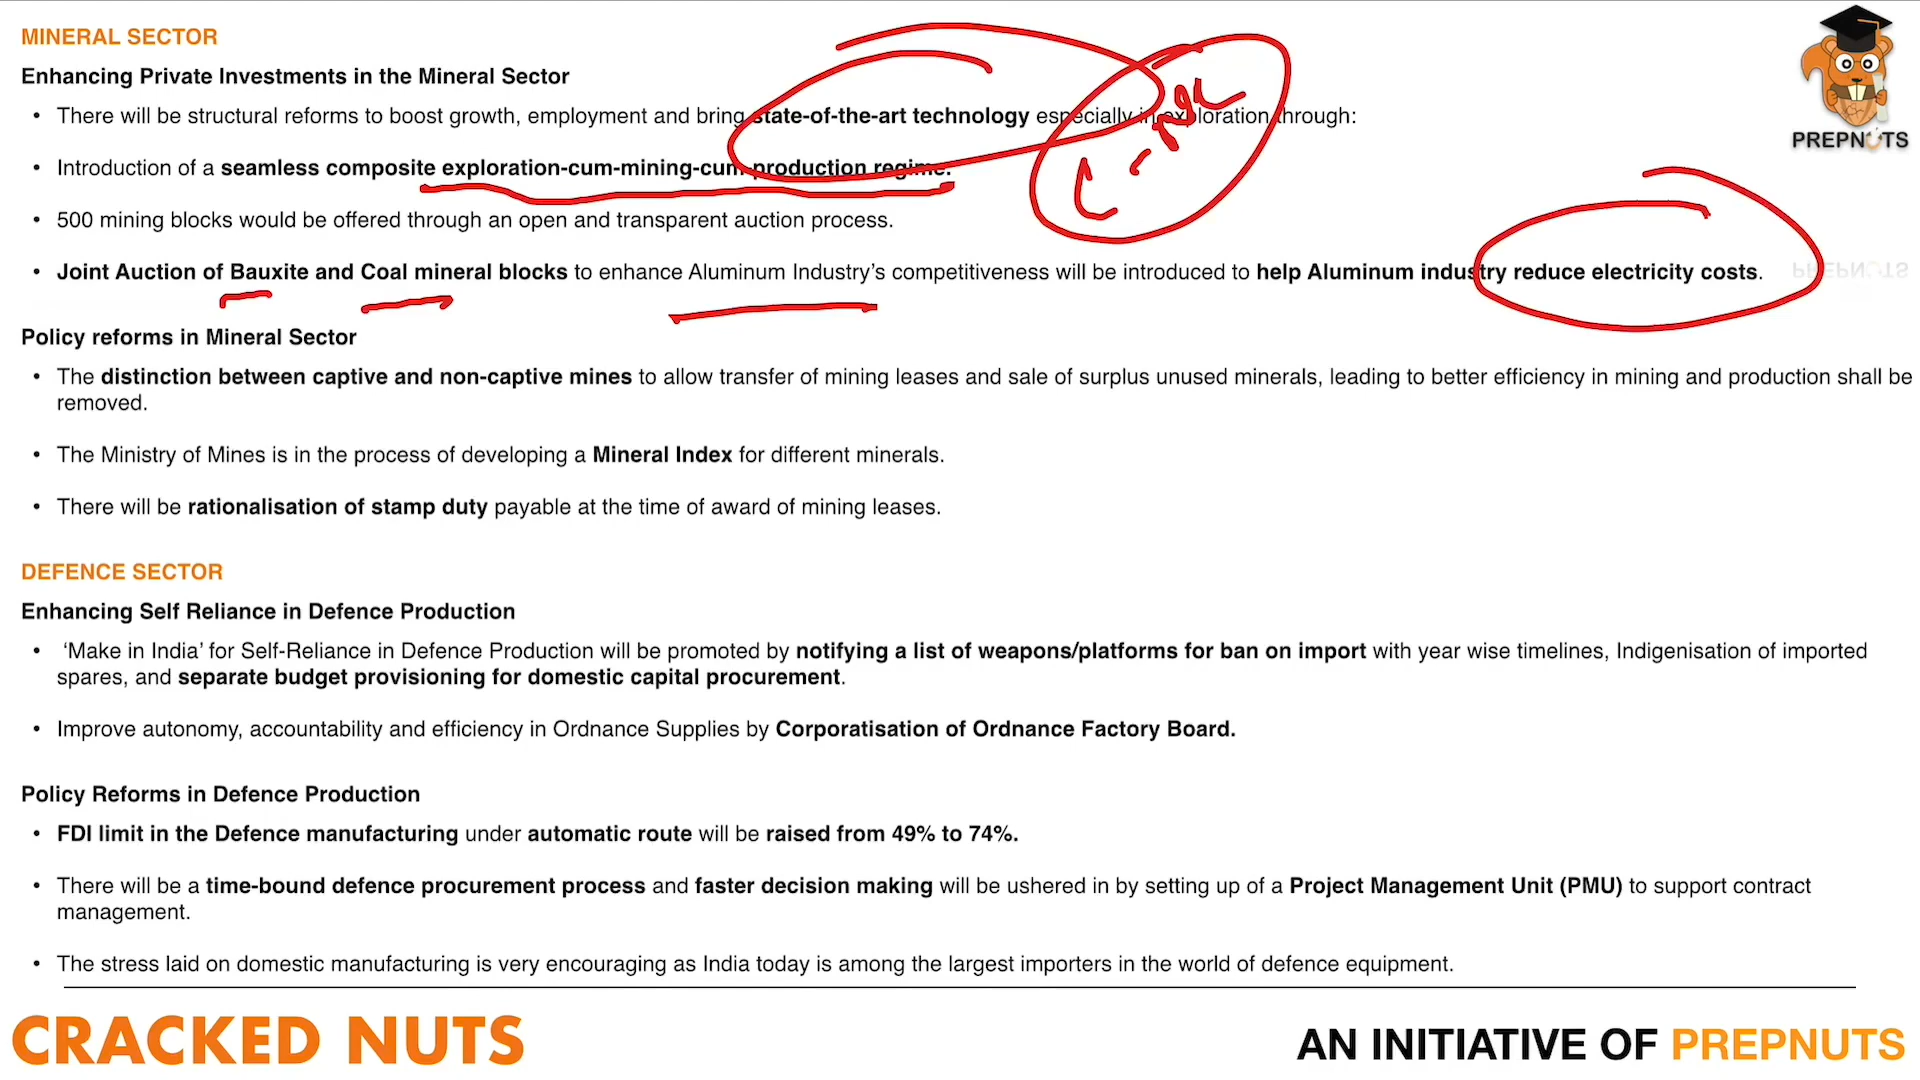 MINERAL SECTOR
PREPNUTS
Enhancing Private Investments in the Mineral Sector
• There will be structural reforms to boost growth, employment and bring state-of-the-art technology especially in exploration through:
• Introduction of a seamless composite exploration-cum-mining-cum-production regime.
• 500 mining blocks would be offered through an open and transparent auction process.
• Joint Auction of Bauxite and Coal mineral blocks to enhance Aluminum Industry's competitiveness will be introduced to help Aluminum industry reduce electricity costs.
Policy reforms in Mineral Sector
• The distinction between captive and non-captive mines to allow transfer of mining leases and sale of surplus unused minerals, leading to better efficiency in mining and production shall be
removed.
• The Ministry of Mines is in the process of developing a Mineral Index for different minerals.
• There will be rationalisation of stamp duty payable at the time of award of mining leases.
DEFENCE SECTOR
Enhancing Self Reliance in Defence Production
• ‘Make in India’ for Self-Reliance in Defence Production will be promoted by notifying a list of weapons/platforms for ban on import with year wise timelines, Indigenisation of imported
spares, and separate budget provisioning for domestic capital procurement.
• Improve autonomy, accountability and efficiency in Ordnance Supplies by Corporatisation of Ordnance Factory Board.
Policy Reforms in Defence Production
• FDI limit in the Defence manufacturing under automatic route will be raised from 49% to 74%.
• There will be a time-bound defence procurement process and faster decision making will be ushered in by setting up of a Project Management Unit (PMU) to support contract
management.
• The stress laid on domestic manufacturing is very encouraging as India today is among the largest importers in the world of defence equipment.
CRACKED NUTS
AN INITIATIVE OF PREPNUTS